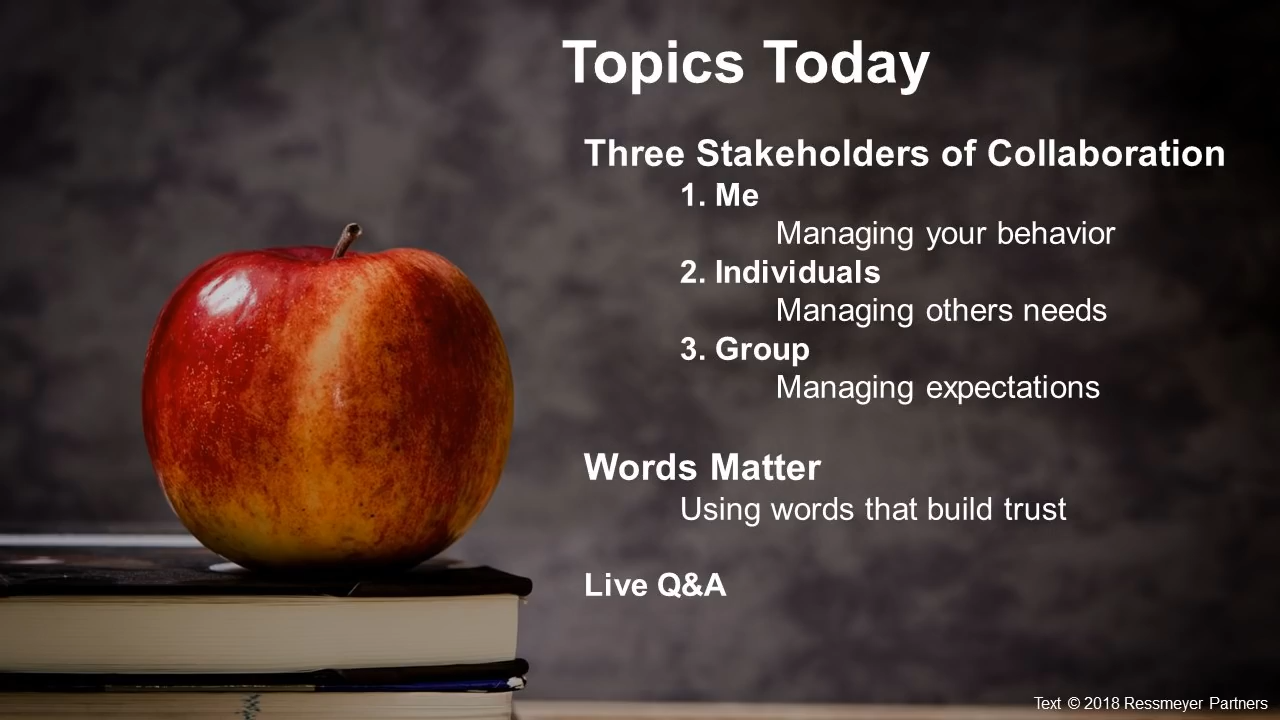 Topics Today
Three Stakeholders of Collaboration
1. Me
Managing your behavior
2. Individuals
Managing others needs
3. Group
Managing expectations
Words Matter
Using words that build trust
Live Q&A
Text © 2018 Ressmeyer Partners